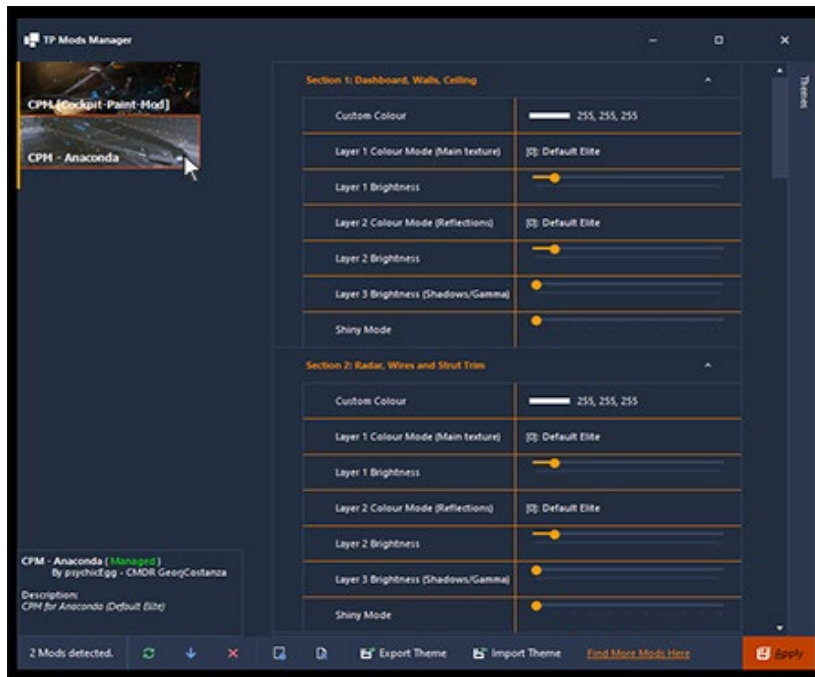 TP Mods Manager
CPM [Cockpit-Paint-Mod]
CPM - Anaconda
Themes
Section 1: Dashboard, Walls, Ceiling
Custom Colour 255, 255, 255
Layer 1 Colour Mode (Main texture) [0]: Default Elite
Layer 1 Brightness
Layer 2 Colour Mode (Reflections) [0]: Default Elite
Layer 2 Brightness
Layer 3 Brightness (Shadows/Gamma)
Shiny Mode
Section 2: Radar, Wires and Strut Trim
Custom Colour 255, 255, 255
Layer 1 Colour Mode (Main texture) [0]: Default Elite
Layer 1 Brightness
Layer 2 Colour Mode (Reflections) [0]: Default Elite
Layer 2 Brightness
Layer 3 Brightness (Shadows/Gamma)
Shiny Mode
CPM - Anaconda ( Managed )
By psychicEgg - CMDR GeorjCostanza
Description:
CPM for Anaconda (Default Elite)
2 Mods detected. Export Theme Import Theme Find More Mods Here Apply